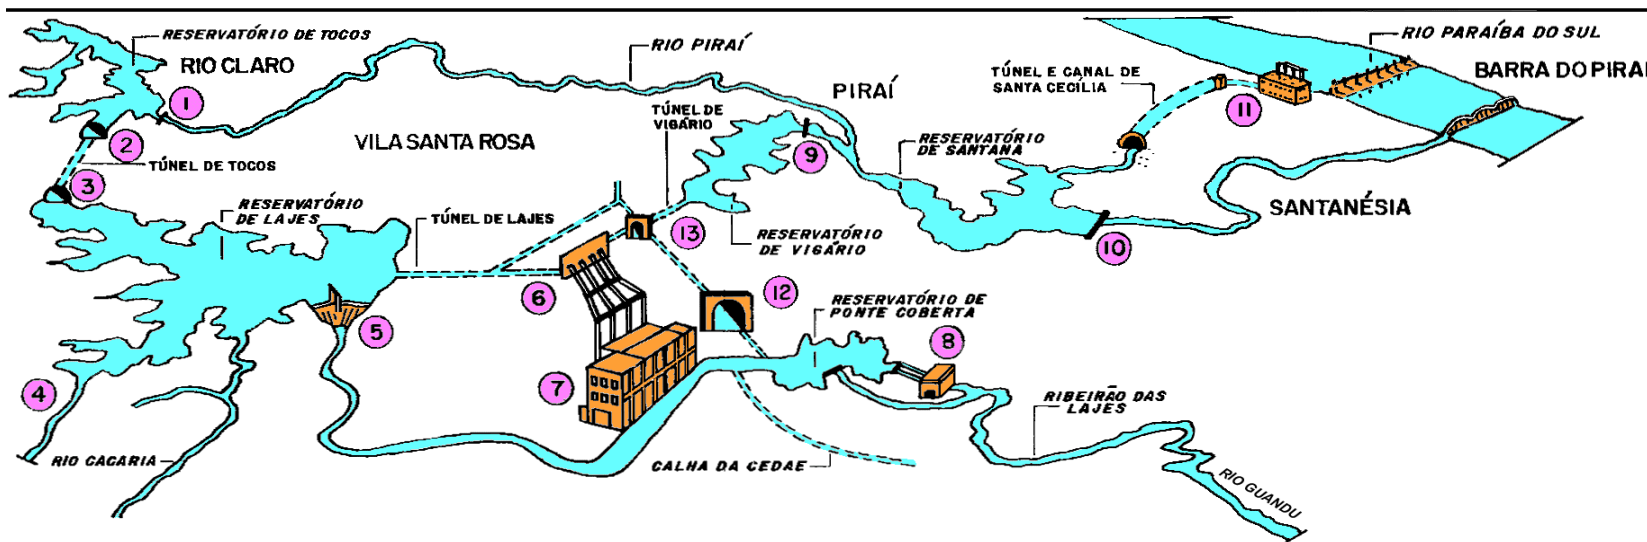 RESERVATÓRIO DE TOCOS
RIO CLARO
1
2
TÚNEL DE TOCOS
3
VILA SANTA ROSA
RIO PIRAÍ
TÚNEL DE
VIGÁRIO
PIRAÍ
9
RESERVATÓRIO
DE SANTANA
TÚNEL E CANAL DE
SANTA CECÍLIA
11
RIO PARAÍBA DO SUL
BARRA DO PIRAÍ
SANTANÉSIA
10
RESERVATÓRIO
DE LAJES
TÚNEL DE LAJES
13
RESERVATÓRIO
DE VIGÁRIO
6
12
5
RESERVATÓRIO DE
PONTE COBERTA
8
4
7
RIBEIRÃO DAS
LAJES
RIO CACARIA
CALHA DA CEDAE
RIO GUANDU